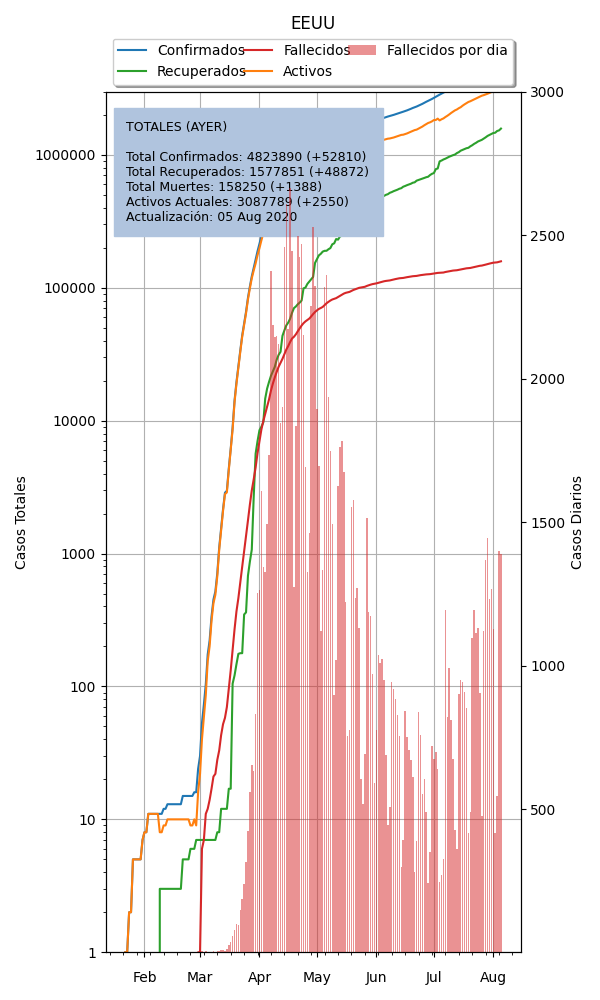 EEUU
Confirmados Fallecidos Fallecidos por dia
Recuperados Activos
TOTALES (AYER)
Total Confirmados: 4823890 (+52810)
Total Recuperados: 1577851 (+48872)
Total Muertes: 158250 (+1388)
Activos Actuales: 3087789 (+2550)
Actualización: 05 Aug 2020
Casos Totales
1000000
100000
10000
1000
100
10
1
3000
2500
2000
1500
1000
500
Casos Diarios
Feb Mar Apr May Jun Jul Aug